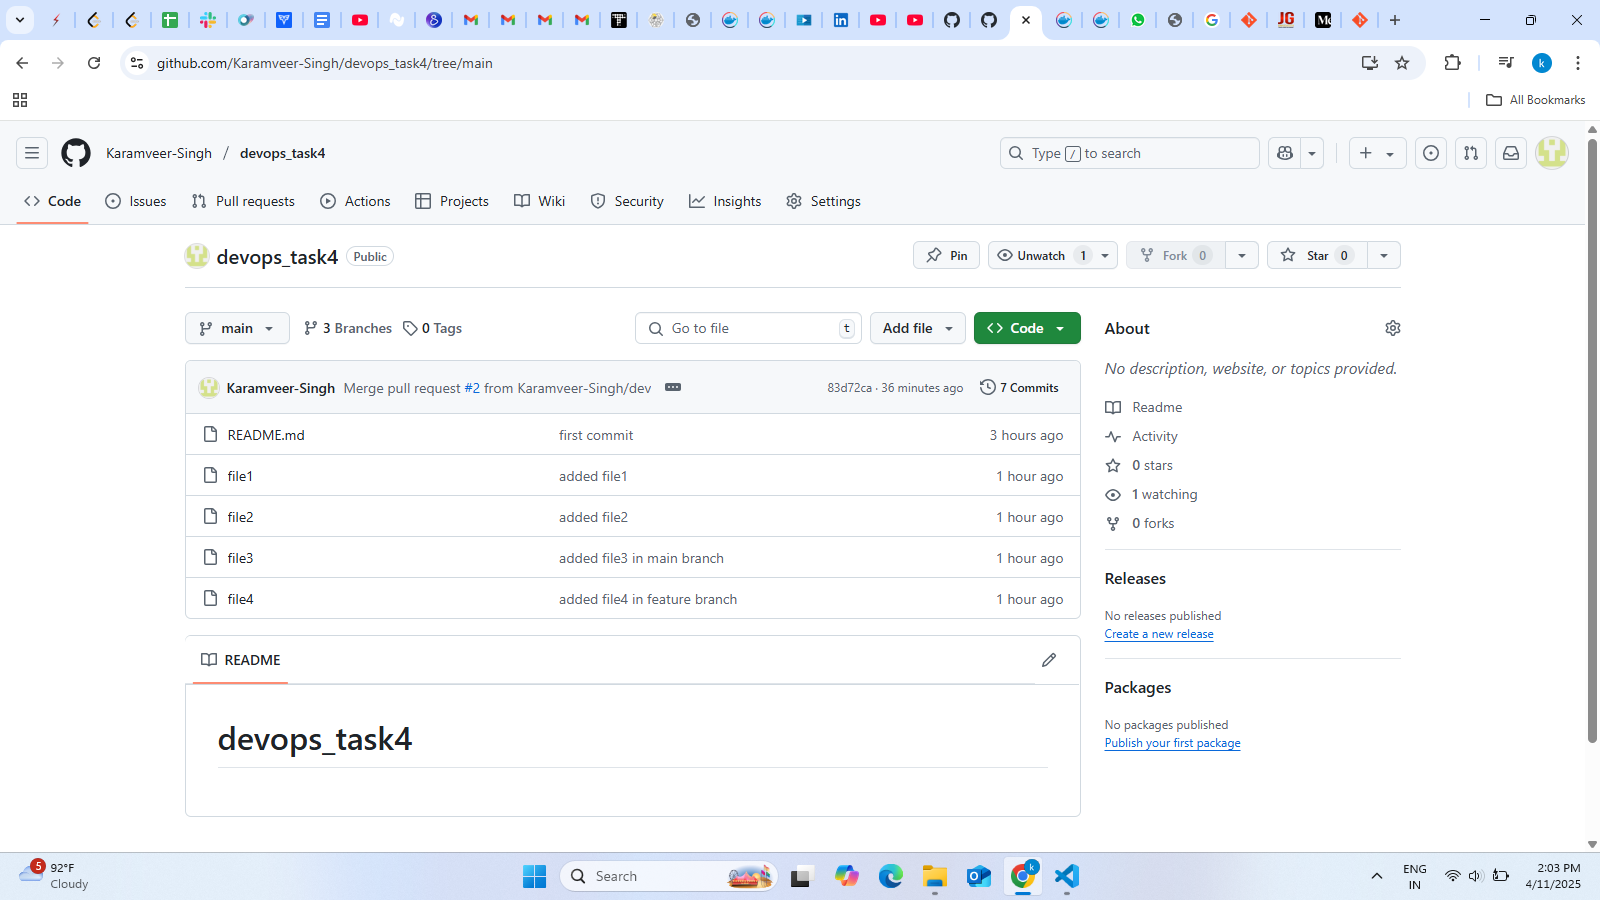 github.com/Karamveer-Singh/devops_task4/tree/main
k
All Bookmarks
Karamveer-Singh / devops_task4
Type / to search
Code Issues Pull requests Actions Projects Wiki Security Insights Settings
devops_task4 Public
Pin Unwatch 1 Fork 0 Star 0
main 3 Branches 0 Tags Go to file t Add file Code
Karamveer-Singh Merge pull request #2 from Karamveer-Singh/dev 83d72ca · 36 minutes ago 7 Commits
README.md first commit 3 hours ago
file1 added file1 1 hour ago
file2 added file2 1 hour ago
file3 added file3 in main branch 1 hour ago
file4 added file4 in feature branch 1 hour ago
README
devops_task4
About
No description, website, or topics provided.
Readme
Activity
0 stars
1 watching
0 forks
Releases
No releases published
Create a new release
Packages
No packages published
Publish your first package
5 92°F
Cloudy
Search
k
ENG
IN
2:03 PM
4/11/2025